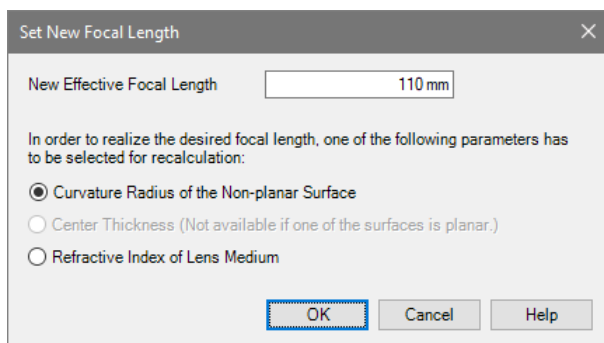 Set New Focal Length
New Effective Focal Length 110 mm
In order to realize the desired focal length, one of the following parameters has
to be selected for recalculation:
Curvature Radius of the Non-planar Surface
Center Thickness (Not available if one of the surfaces is planar.)
Refractive Index of Lens Medium
OK Cancel Help